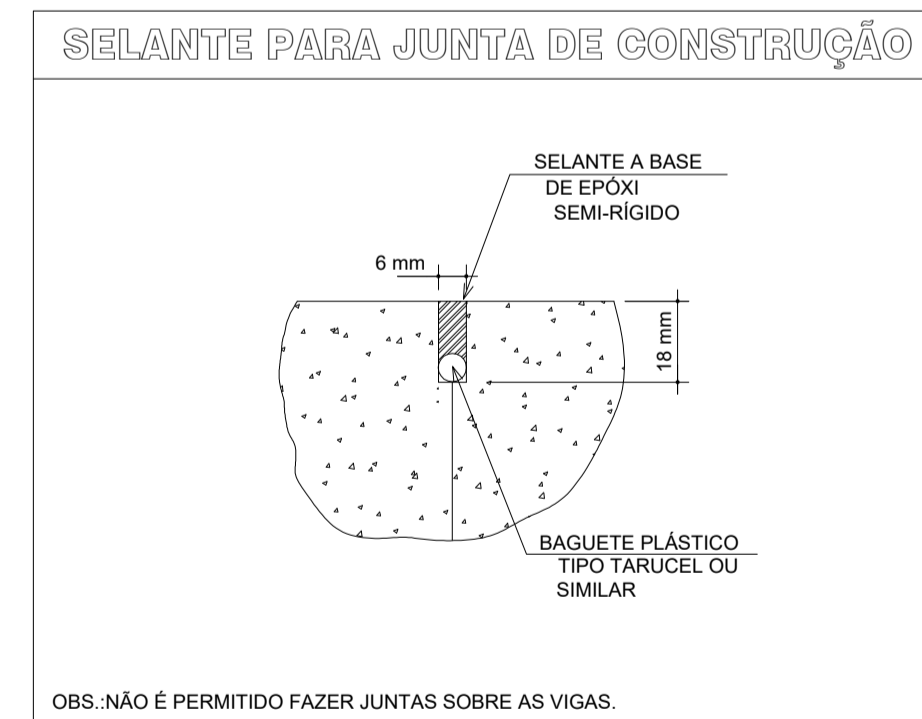 SELANTE PARA JUNTA DE CONSTRUÇÃO
SELANTE A BASE
DE EPÓXI
SEMI-RÍGIDO
6 mm
18 mm
BAGUETE PLÁSTICO
TIPO TARUCEL OU
SIMILAR
OBS.:NÃO É PERMITIDO FAZER JUNTAS SOBRE AS VIGAS.